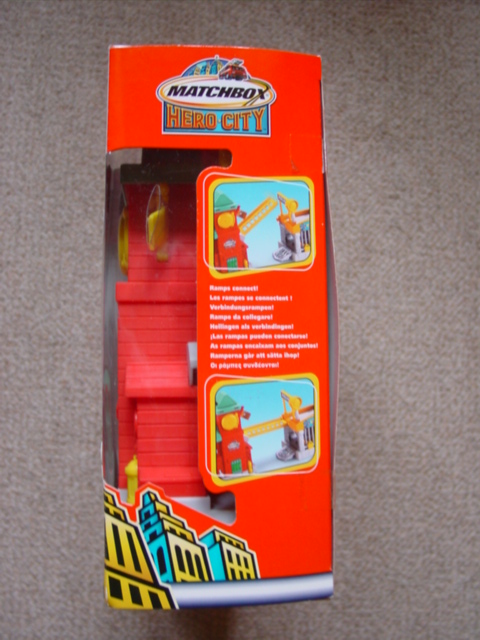 MATCHBOX
HERO CITY
Ramps connect!
Les rampes se connectent !
Verbindungsrampen!
Rampe da collegare!
Hellingen als verbindingen!
¡Las rampas pueden conectarse!
As rampas encaixam nos conjuntos!
Ramperna går att sätta ihop!
Οι ράμπες συνδέονται!